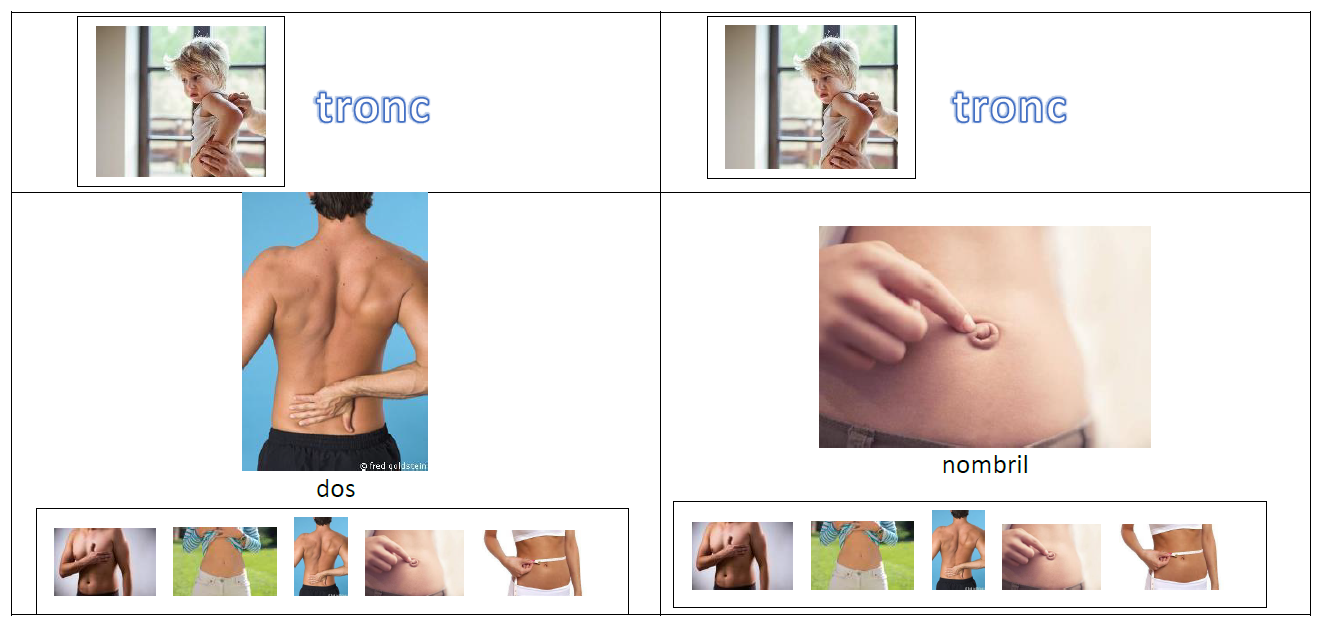 tronc
tronc
© fred goldstein
dos
nombril